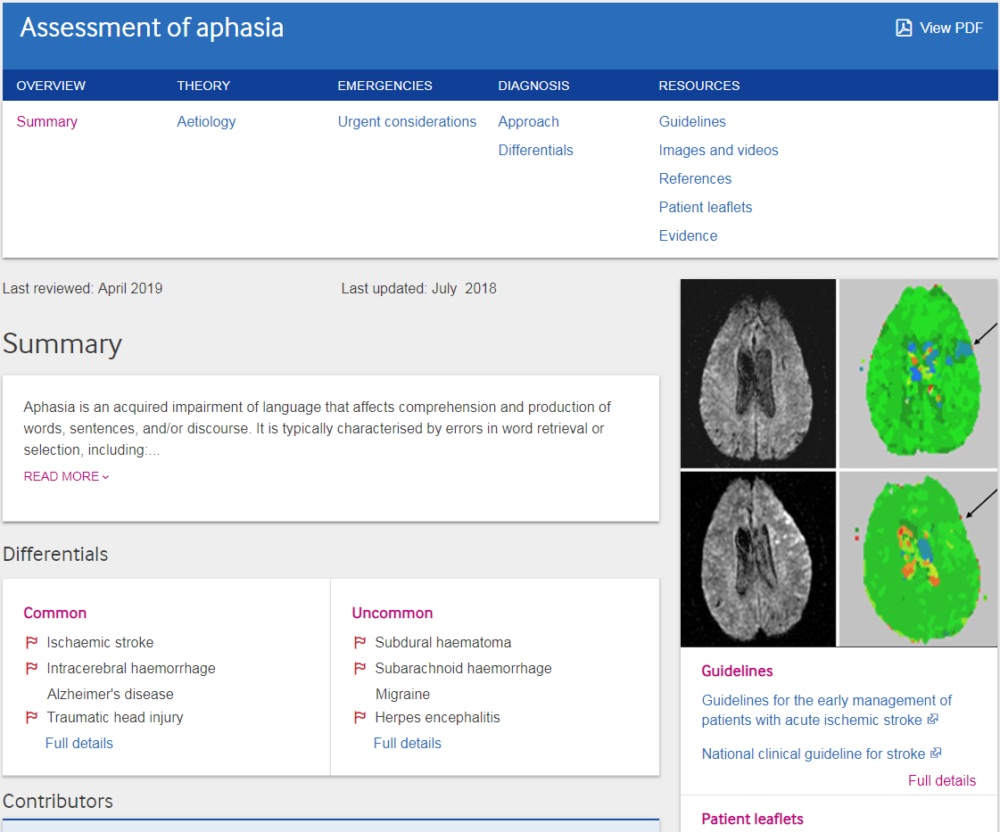 Assessment of aphasia
View PDF
OVERVIEW THEORY EMERGENCIES DIAGNOSIS RESOURCES
Summary Aetiology Urgent considerations Approach Guidelines
Differentials Images and videos
References
Patient leaflets
Evidence
Last reviewed: April 2019 Last updated: July 2018
Summary
Aphasia is an acquired impairment of language that affects comprehension and production of
words, sentences, and/or discourse. It is typically characterised by errors in word retrieval or
selection, including:...
READ MORE
Differentials
Common
Ischaemic stroke
Intracerebral haemorrhage
Alzheimer's disease
Traumatic head injury
Full details
Uncommon
Subdural haematoma
Subarachnoid haemorrhage
Migraine
Herpes encephalitis
Full details
Contributors
Guidelines
Guidelines for the early management of
patients with acute ischemic stroke
National clinical guideline for stroke
Full details
Patient leaflets